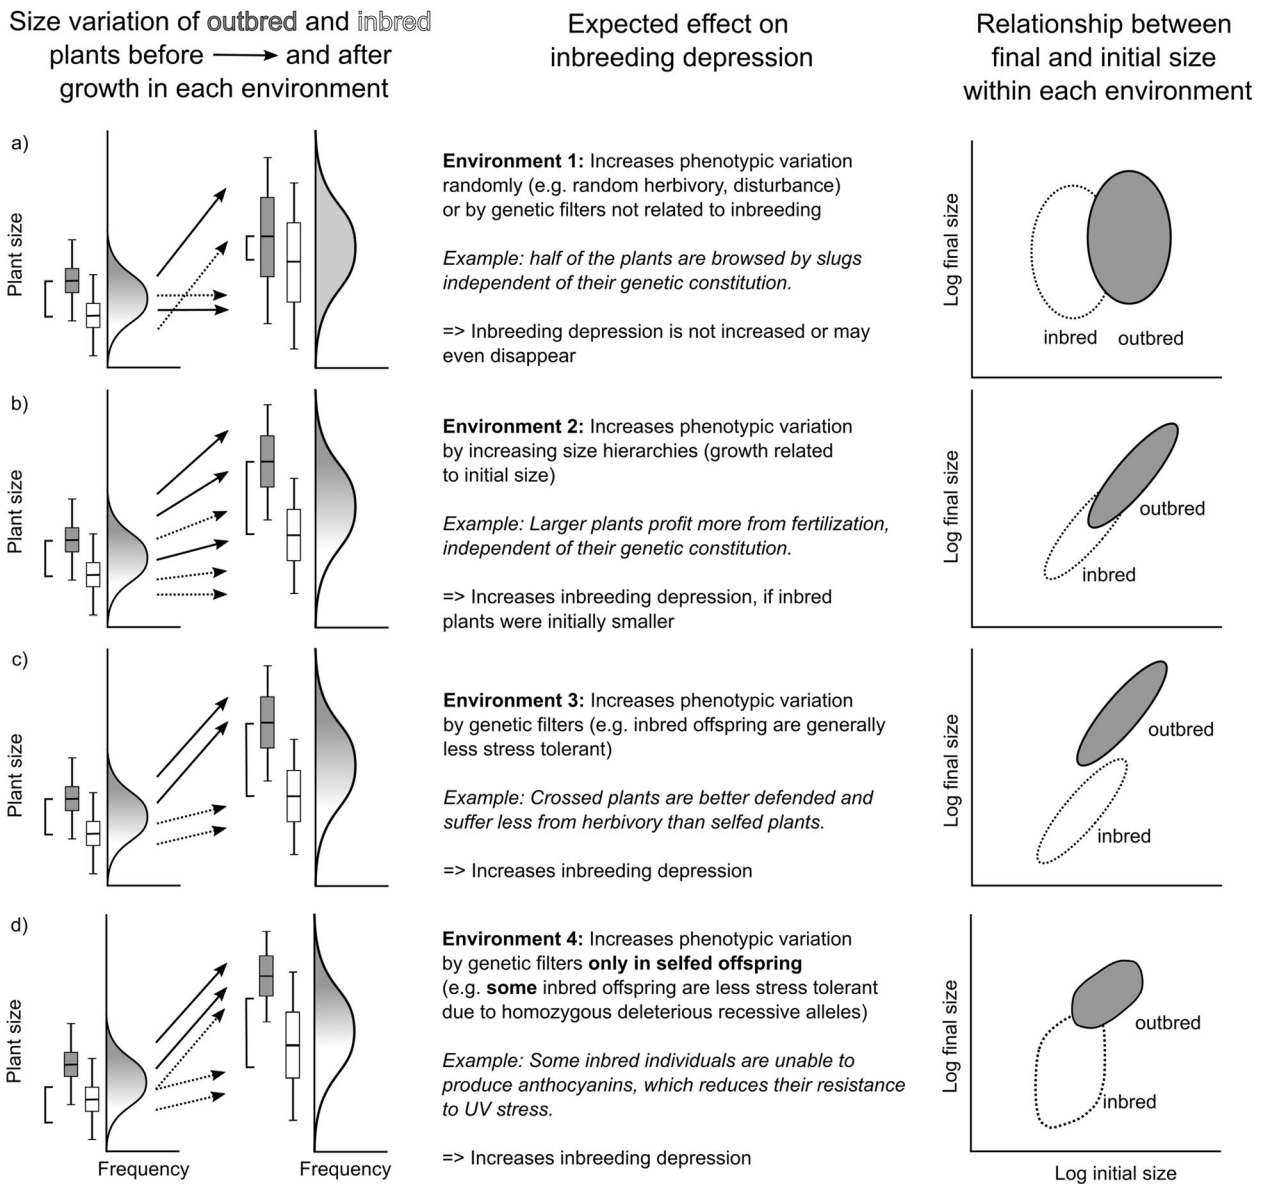 Size variation of outbred and inbred
plants before and after
growth in each environment
Expected effect on
inbreeding depression
Relationship between
final and initial size
within each environment
a)
Plant size
Environment 1: Increases phenotypic variation
randomly (e.g. random herbivory, disturbance)
or by genetic filters not related to inbreeding
Example: half of the plants are browsed by slugs
independent of their genetic constitution.
=> Inbreeding depression is not increased or may
even disappear
Log final size
inbred
outbred
b)
Plant size
Environment 2: Increases phenotypic variation
by increasing size hierarchies (growth related
to initial size)
Example: Larger plants profit more from fertilization,
independent of their genetic constitution.
=> Increases inbreeding depression, if inbred
plants were initially smaller
Log final size
outbred
inbred
c)
Plant size
Environment 3: Increases phenotypic variation
by genetic filters (e.g. inbred offspring are generally
less stress tolerant)
Example: Crossed plants are better defended and
suffer less from herbivory than selfed plants.
=> Increases inbreeding depression
Log final size
outbred
inbred
d)
Plant size
Frequency
Frequency
Environment 4: Increases phenotypic variation
by genetic filters only in selfed offspring
(e.g. some inbred offspring are less stress tolerant
due to homozygous deleterious recessive alleles)
Example: Some inbred individuals are unable to
produce anthocyanins, which reduces their resistance
to UV stress.
=> Increases inbreeding depression
Log final size
outbred
inbred
Log initial size